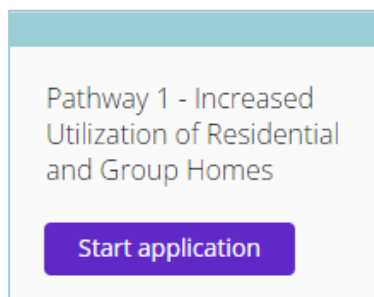 Pathway 1 - Increased
Utilization of Residential
and Group Homes
Start application